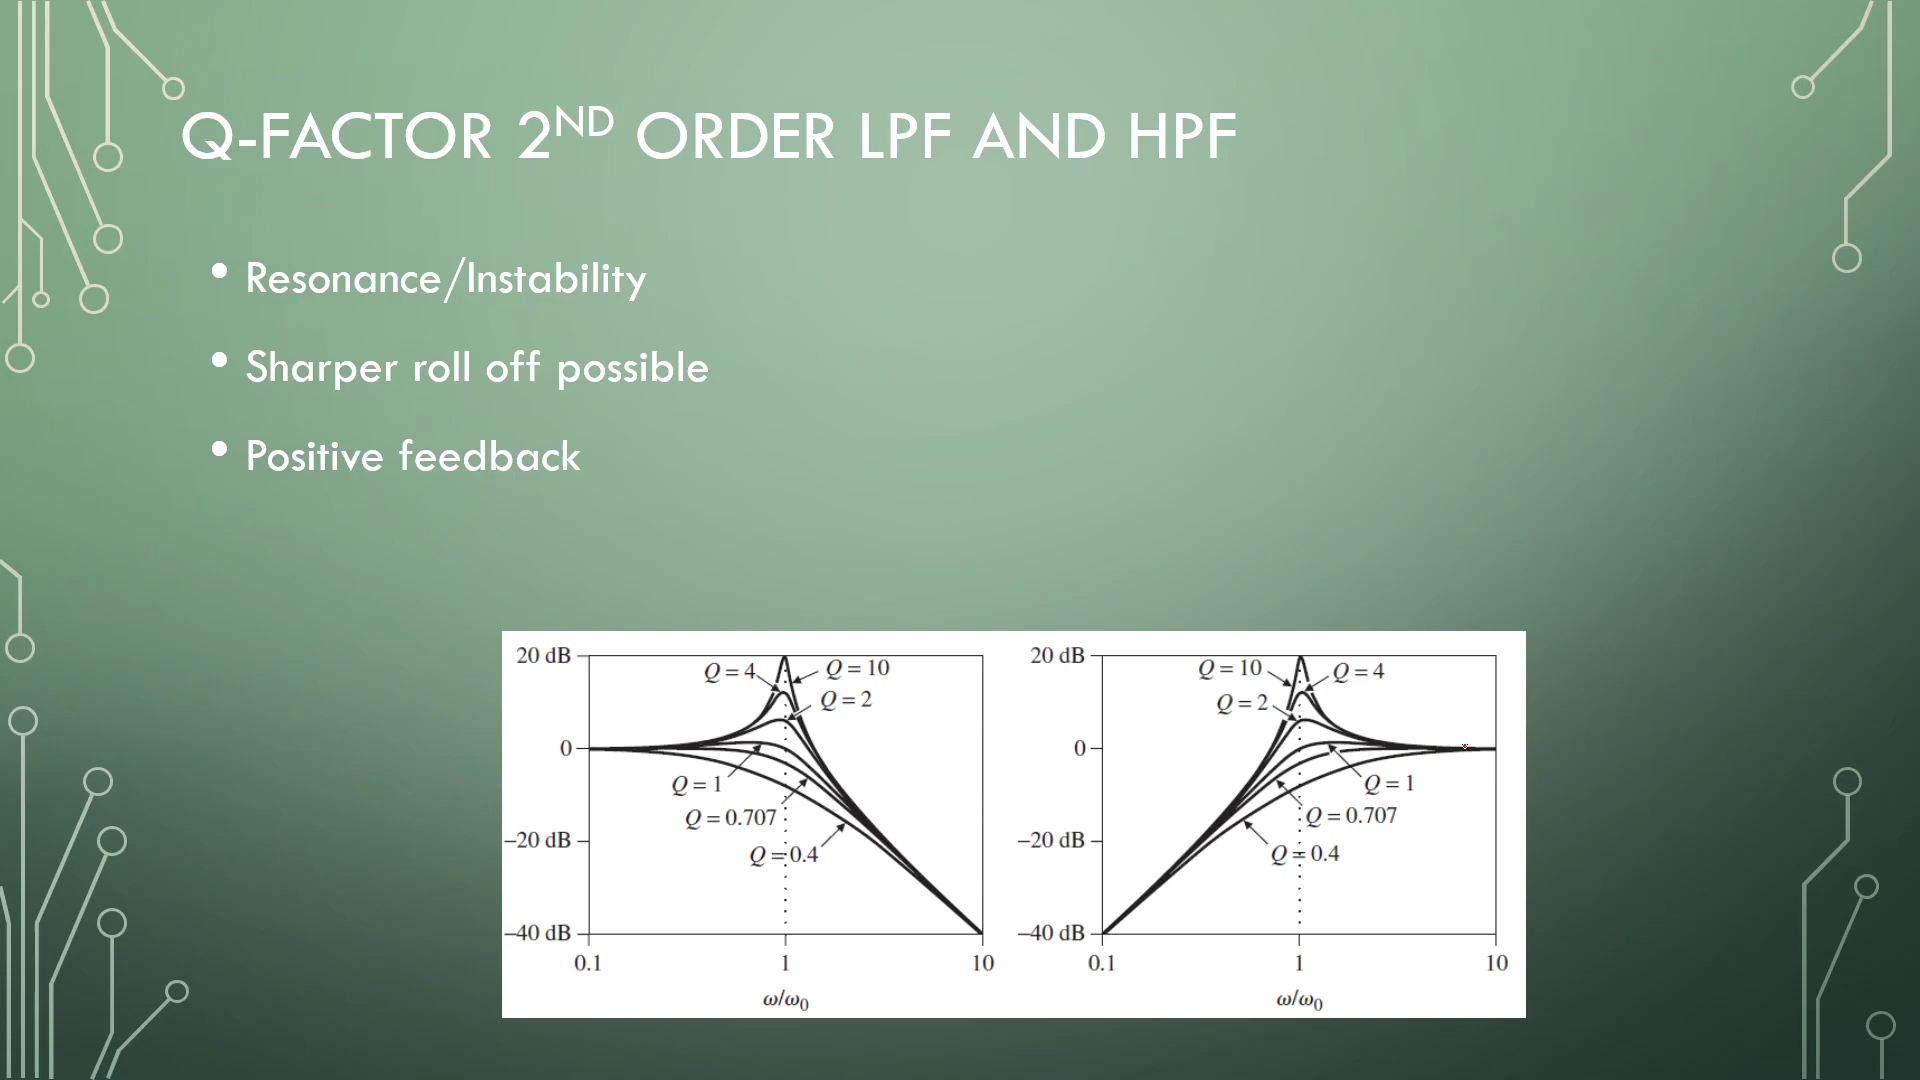 Q-FACTOR 2ND ORDER LPF AND HPF
• Resonance/Instability
• Sharper roll off possible
• Positive feedback
20 dB
0
–20 dB
–40 dB
Q = 4
Q = 10
Q = 2
Q = 1
Q = 0.707
Q = 0.4
0.1
1
10
ω/ω0
20 dB
0
–20 dB
–40 dB
Q = 10
Q = 4
Q = 2
Q = 1
Q = 0.707
Q = 0.4
0.1
1
10
ω/ω0